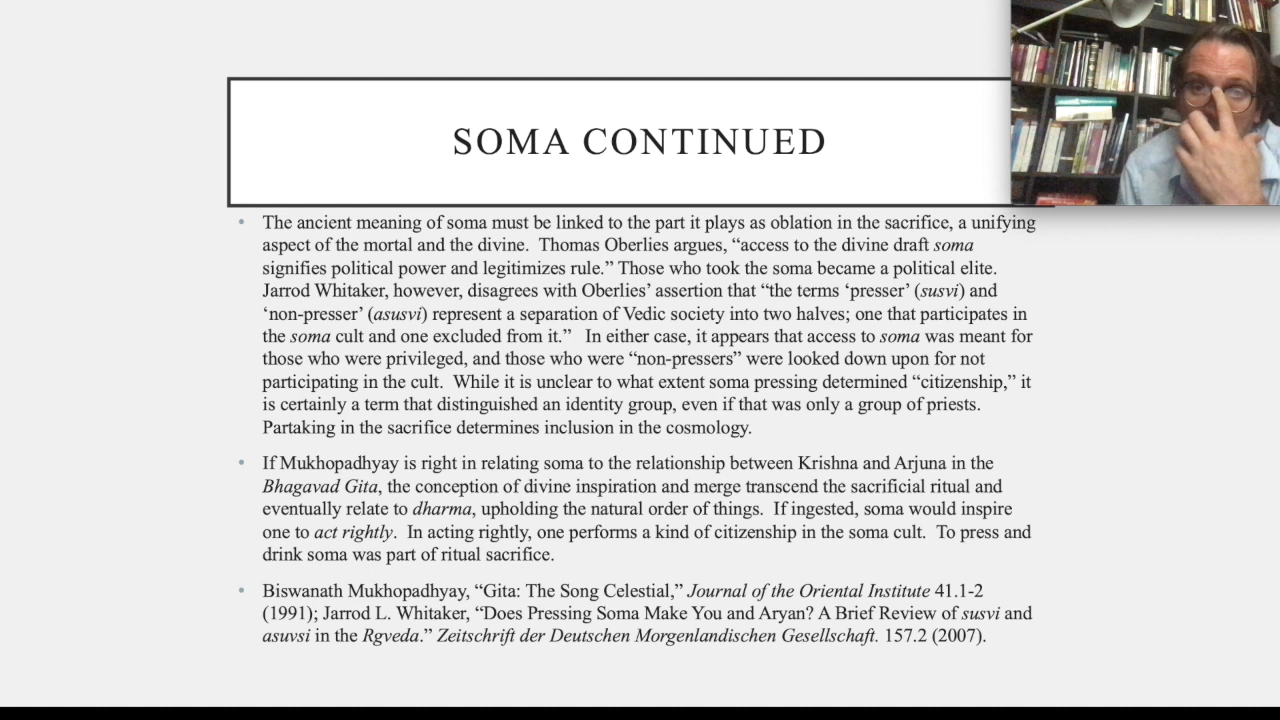 SOMA CONTINUED
• The ancient meaning of soma must be linked to the part it plays as oblation in the sacrifice, a unifying
aspect of the mortal and the divine.  Thomas Oberlies argues, “access to the divine draft soma
signifies political power and legitimizes rule.” Those who took the soma became a political elite.
Jarrod Whitaker, however, disagrees with Oberlies’ assertion that “the terms ‘presser’ (susvi) and
‘non-presser’ (asusvi) represent a separation of Vedic society into two halves; one that participates in
the soma cult and one excluded from it.”   In either case, it appears that access to soma was meant for
those who were privileged, and those who were “non-pressers” were looked down upon for not
participating in the cult.  While it is unclear to what extent soma pressing determined “citizenship,” it
is certainly a term that distinguished an identity group, even if that was only a group of priests.
Partaking in the sacrifice determines inclusion in the cosmology.
• If Mukhopadhyay is right in relating soma to the relationship between Krishna and Arjuna in the
Bhagavad Gita, the conception of divine inspiration and merge transcend the sacrificial ritual and
eventually relate to dharma, upholding the natural order of things.  If ingested, soma would inspire
one to act rightly.  In acting rightly, one performs a kind of citizenship in the soma cult.  To press and
drink soma was part of ritual sacrifice.
• Biswanath Mukhopadhyay, “Gita: The Song Celestial,” Journal of the Oriental Institute 41.1-2
(1991); Jarrod L. Whitaker, “Does Pressing Soma Make You and Aryan? A Brief Review of susvi and
asuvsi in the Rgveda.” Zeitschrift der Deutschen Morgenlandischen Gesellschaft. 157.2 (2007).